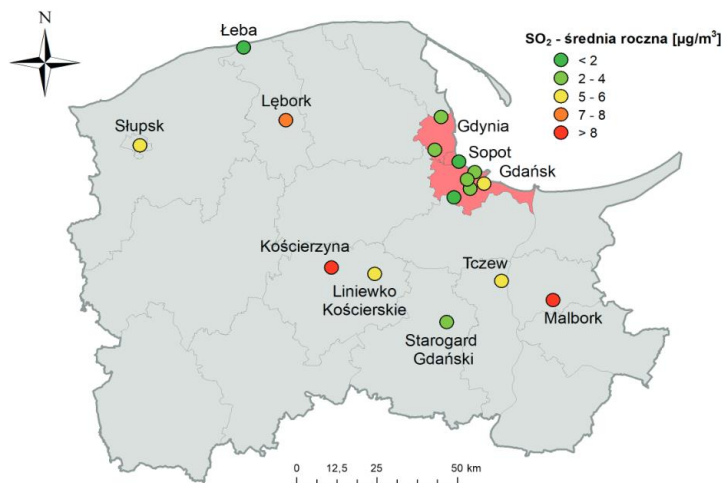 N
Łeba
SO₂ - średnia roczna [µg/m³]
< 2
2 - 4
5 - 6
7 - 8
> 8
Lębork
Słupsk
Gdynia
Sopot
Gdańsk
Kościerzyna
Liniewko
Kościerskie
Tczew
Malbork
Starogard
Gdański
0 12,5 25 50 km